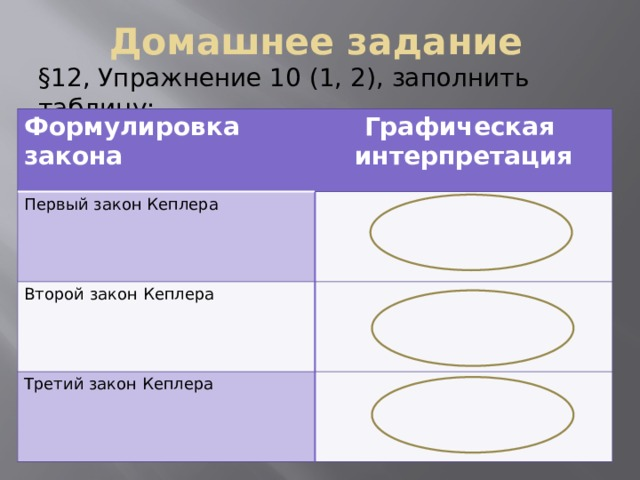 Домашнее задание
§12, Упражнение 10 (1, 2), заполнить
таблицу:
Формулировка
закона
Графическая
интерпретация
Первый закон Кеплера
Второй закон Кеплера
Третий закон Кеплера